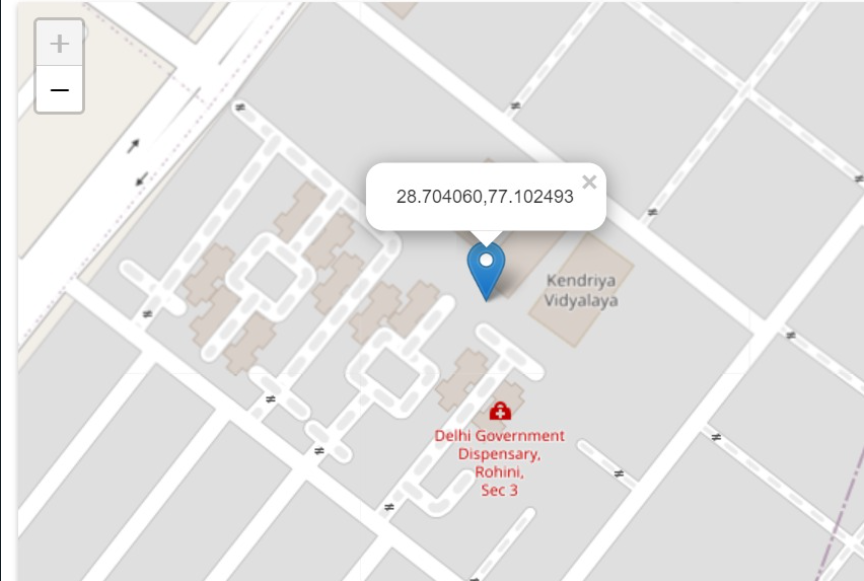 +
−
28.704060,77.102493
×
Kendriya
Vidyalaya
Delhi Government
Dispensary,
Rohini,
Sec 3